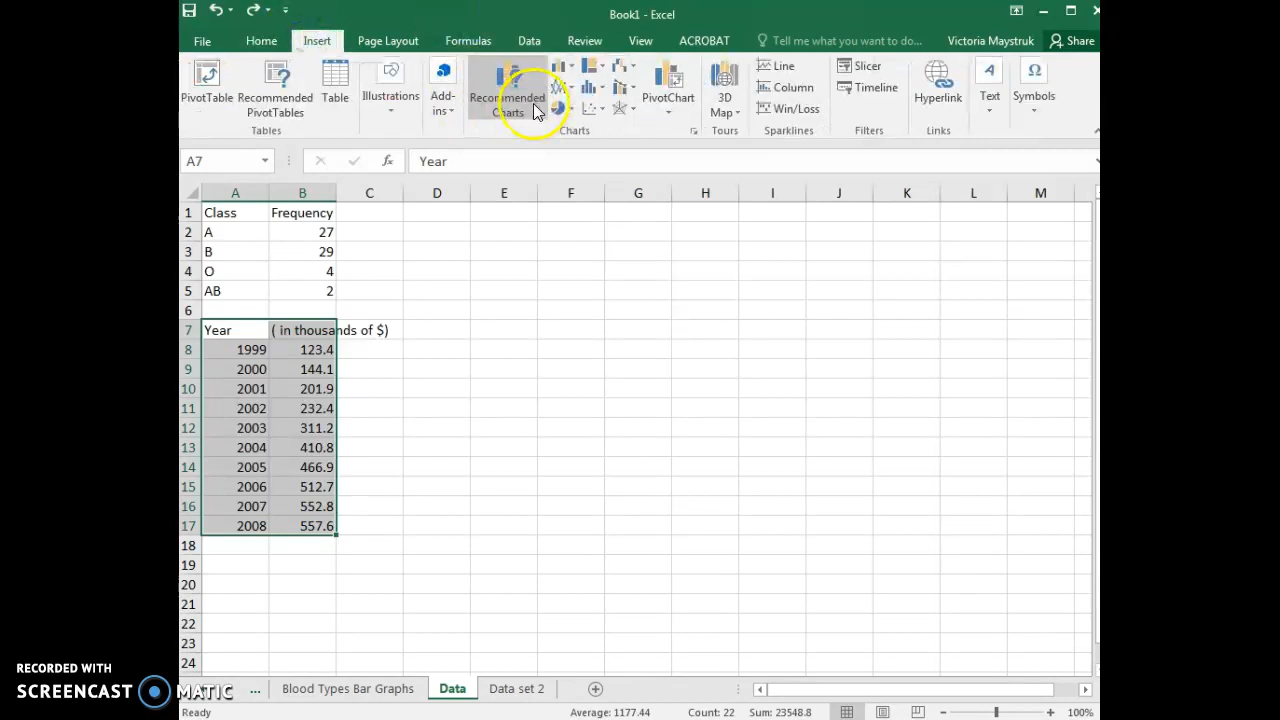 Book1 - Excel
File Home Insert Page Layout Formulas Data Review View ACROBAT Tell me what you want to do... Victoria Maystruk Share
PivotTable Recommended PivotTables Table Illustrations Add-ins Recommended Charts PivotChart 3D Map Line Column Win/Loss Slicer Timeline Hyperlink Text Symbols
Tables Charts Tours Sparklines Filters Links
A7 fx Year
A B C D E F G H I J K L M
1 Class Frequency
2 A 27
3 B 29
4 O 4
5 AB 2
6
7 Year ( in thousands of $)
8 1999 123.4
9 2000 144.1
10 2001 201.9
11 2002 232.4
12 2003 311.2
13 2004 410.8
14 2005 466.9
15 2006 512.7
16 2007 552.8
17 2008 557.6
18
19
20
21
22
23
24
RECORDED WITH
SCREENCAST MATIC
... Blood Types Bar Graphs Data Data set 2
Ready Average: 1177.44 Count: 22 Sum: 23548.8 100%